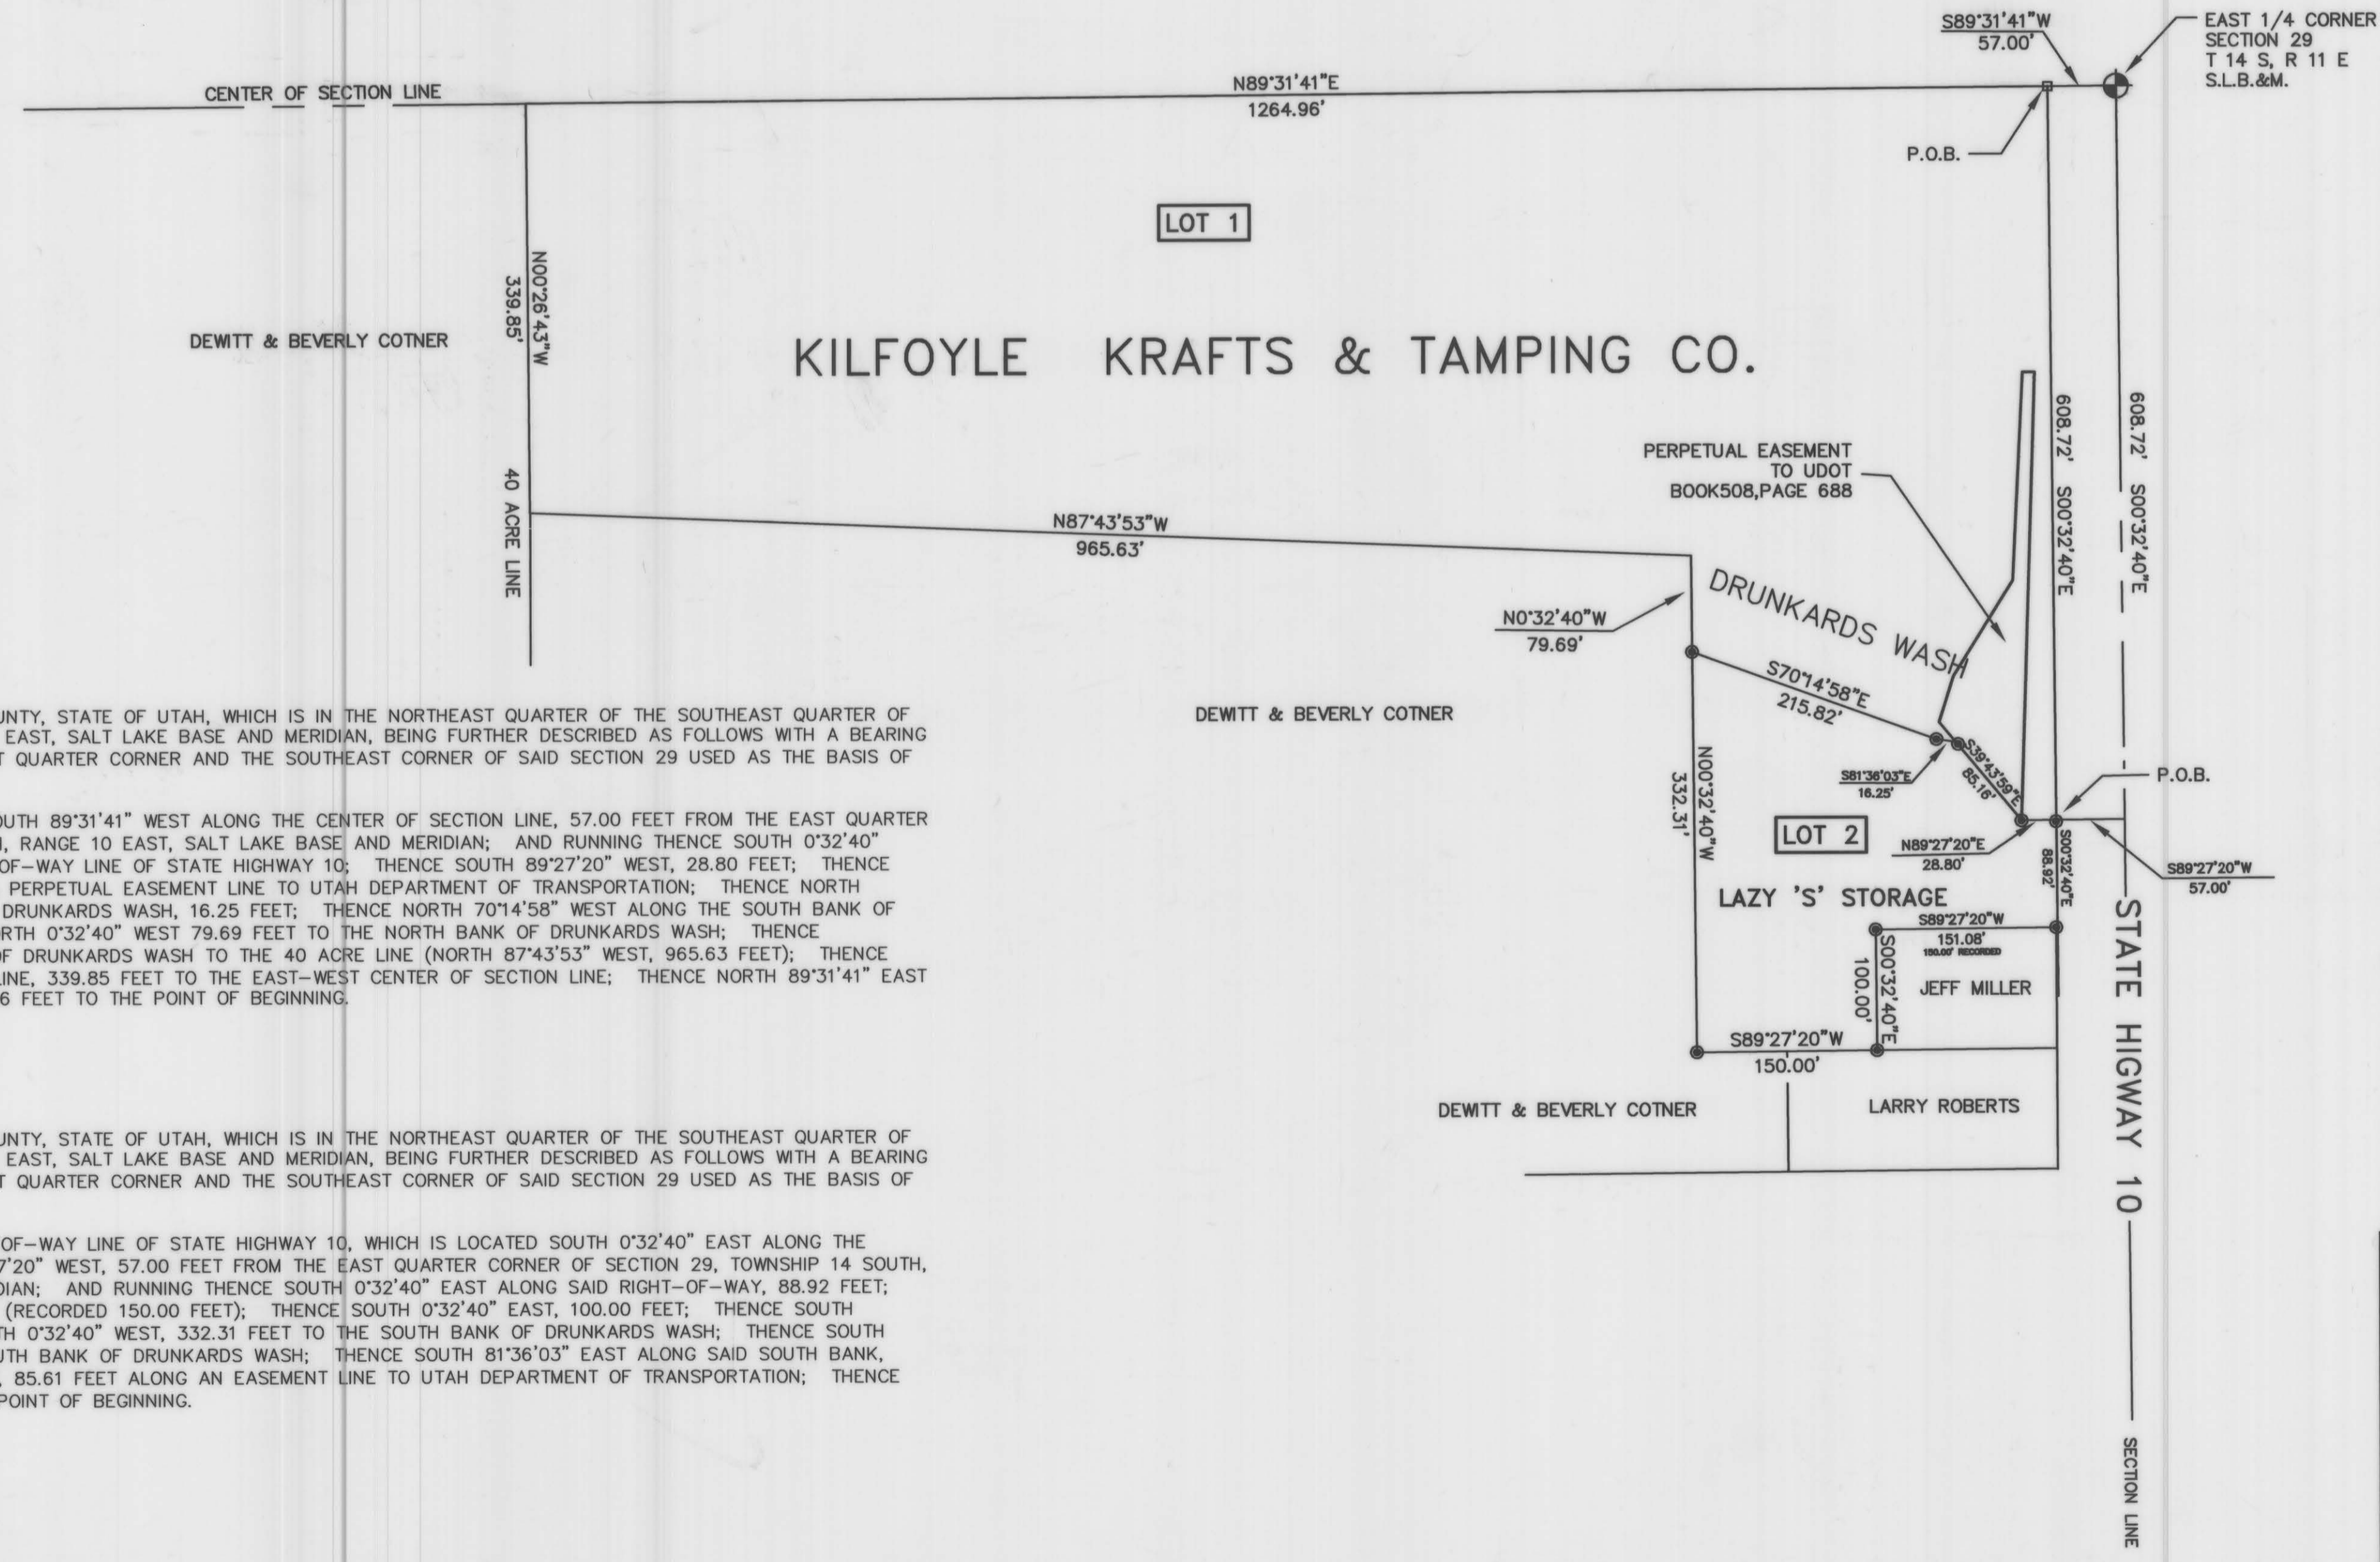 S89°31'41"W
57.00'
EAST 1/4 CORNER
SECTION 29
T 14 S, R 11 E
S.L.B.&M.
CENTER OF SECTION LINE
N89°31'41"E
1264.96'
P.O.B.
LOT 1
N00°26'43"W
339.85'
DEWITT & BEVERLY COTNER
KILFOYLE KRAFTS & TAMPING CO.
608.72' S00°32'40"E
608.72' S00°32'40"E
PERPETUAL EASEMENT
TO UDOT
BOOK508,PAGE 688
40 ACRE LINE
N87°43'53"W
965.63'
DRUNKARDS WASH
N0°32'40"W
79.69'
S70°14'58"E
215.82'
DEWITT & BEVERLY COTNER
S81°36'03"E
16.25'
S39°43'59"E
85.16'
P.O.B.
N00°32'40"W
332.31'
LOT 2
N89°27'20"E
28.80'
S00°32'40"E
88.92'
S89°27'20"W
57.00'
LAZY 'S' STORAGE
S89°27'20"W
151.08'
150.00' RECORDED
S00°32'40"E
100.00'
JEFF MILLER
S89°27'20"W
150.00'
DEWITT & BEVERLY COTNER
LARRY ROBERTS
STATE HIGWAY 10
SECTION LINE
UNTY, STATE OF UTAH, WHICH IS IN THE NORTHEAST QUARTER OF THE SOUTHEAST QUARTER OF
EAST, SALT LAKE BASE AND MERIDIAN, BEING FURTHER DESCRIBED AS FOLLOWS WITH A BEARING
T QUARTER CORNER AND THE SOUTHEAST CORNER OF SAID SECTION 29 USED AS THE BASIS OF
OUTH 89°31'41" WEST ALONG THE CENTER OF SECTION LINE, 57.00 FEET FROM THE EAST QUARTER
, RANGE 10 EAST, SALT LAKE BASE AND MERIDIAN; AND RUNNING THENCE SOUTH 0°32'40"
OF-WAY LINE OF STATE HIGHWAY 10; THENCE SOUTH 89°27'20" WEST, 28.80 FEET; THENCE
PERPETUAL EASEMENT LINE TO UTAH DEPARTMENT OF TRANSPORTATION; THENCE NORTH
DRUNKARDS WASH, 16.25 FEET; THENCE NORTH 70°14'58" WEST ALONG THE SOUTH BANK OF
RTH 0°32'40" WEST 79.69 FEET TO THE NORTH BANK OF DRUNKARDS WASH; THENCE
F DRUNKARDS WASH TO THE 40 ACRE LINE (NORTH 87°43'53" WEST, 965.63 FEET); THENCE
LINE, 339.85 FEET TO THE EAST-WEST CENTER OF SECTION LINE; THENCE NORTH 89°31'41" EAST
6 FEET TO THE POINT OF BEGINNING.
UNTY, STATE OF UTAH, WHICH IS IN THE NORTHEAST QUARTER OF THE SOUTHEAST QUARTER OF
EAST, SALT LAKE BASE AND MERIDIAN, BEING FURTHER DESCRIBED AS FOLLOWS WITH A BEARING
T QUARTER CORNER AND THE SOUTHEAST CORNER OF SAID SECTION 29 USED AS THE BASIS OF
OF-WAY LINE OF STATE HIGHWAY 10, WHICH IS LOCATED SOUTH 0°32'40" EAST ALONG THE
7'20" WEST, 57.00 FEET FROM THE EAST QUARTER CORNER OF SECTION 29, TOWNSHIP 14 SOUTH,
DIAN; AND RUNNING THENCE SOUTH 0°32'40" EAST ALONG SAID RIGHT-OF-WAY, 88.92 FEET;
(RECORDED 150.00 FEET); THENCE SOUTH 0°32'40" EAST, 100.00 FEET; THENCE SOUTH
TH 0°32'40" WEST, 332.31 FEET TO THE SOUTH BANK OF DRUNKARDS WASH; THENCE SOUTH
UTH BANK OF DRUNKARDS WASH; THENCE SOUTH 81°36'03" EAST ALONG SAID SOUTH BANK,
, 85.61 FEET ALONG AN EASEMENT LINE TO UTAH DEPARTMENT OF TRANSPORTATION; THENCE
POINT OF BEGINNING.